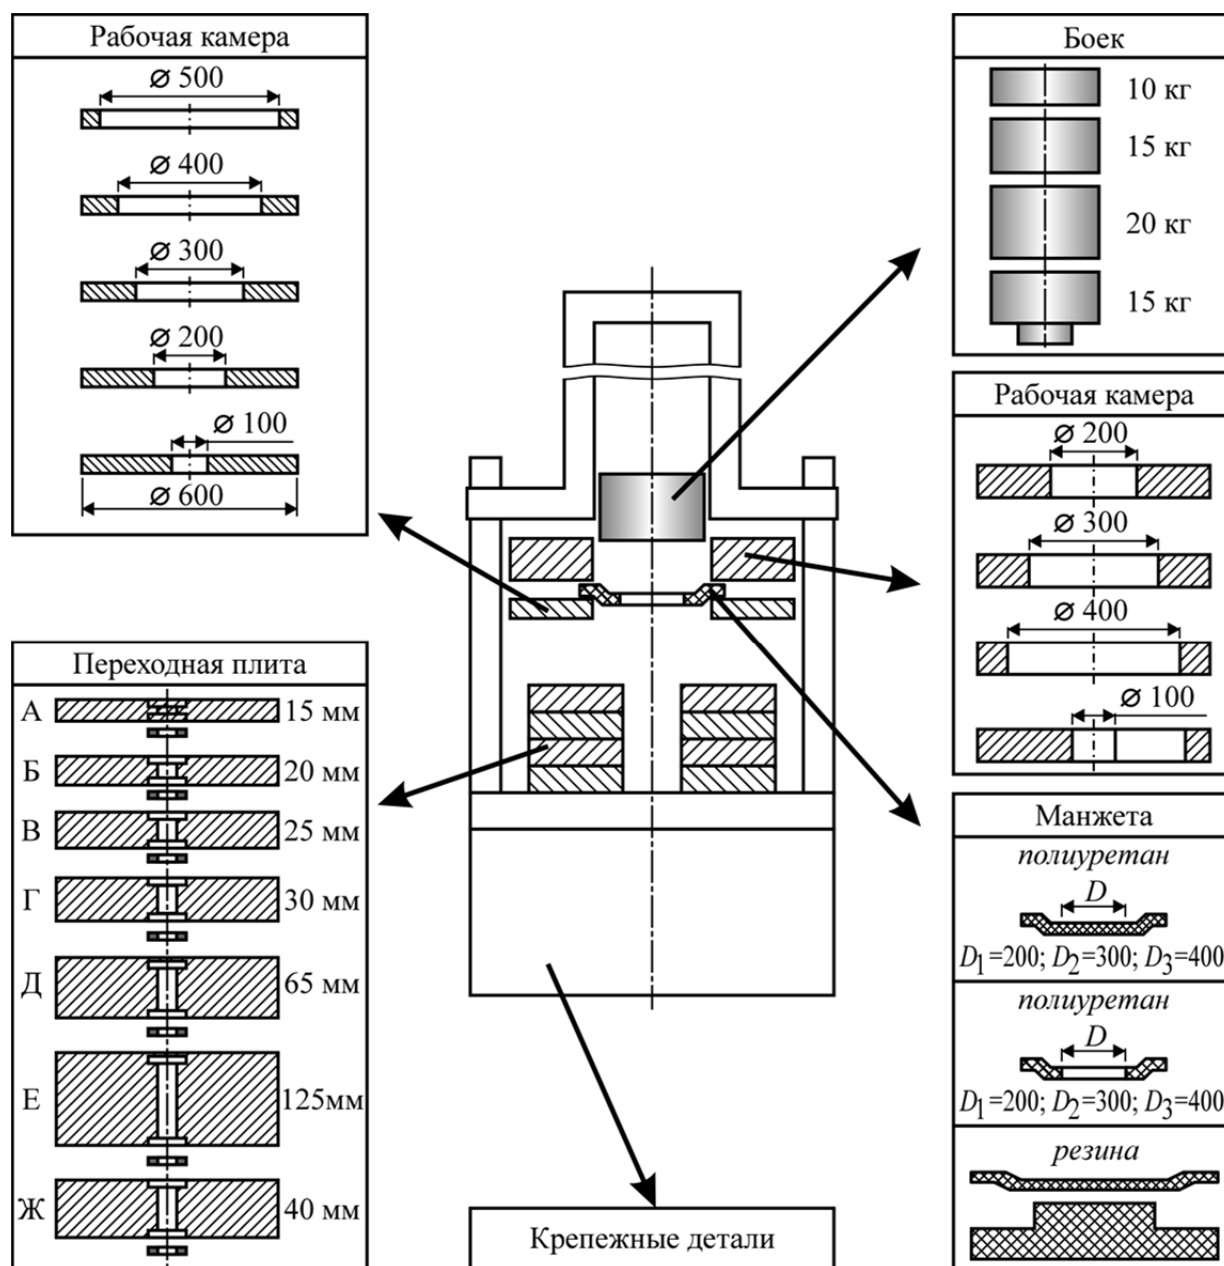 Рабочая камера
⌀ 500
⌀ 400
⌀ 300
⌀ 200
⌀ 100
⌀ 600
Переходная плита
А 15 мм
Б 20 мм
В 25 мм
Г 30 мм
Д 65 мм
Е 125мм
Ж 40 мм
Крепежные детали
Боек
10 кг
15 кг
20 кг
15 кг
Рабочая камера
⌀ 200
⌀ 300
⌀ 400
⌀ 100
Манжета
полиуретан
D
D1=200; D2=300; D3=400
полиуретан
D
D1=200; D2=300; D3=400
резина